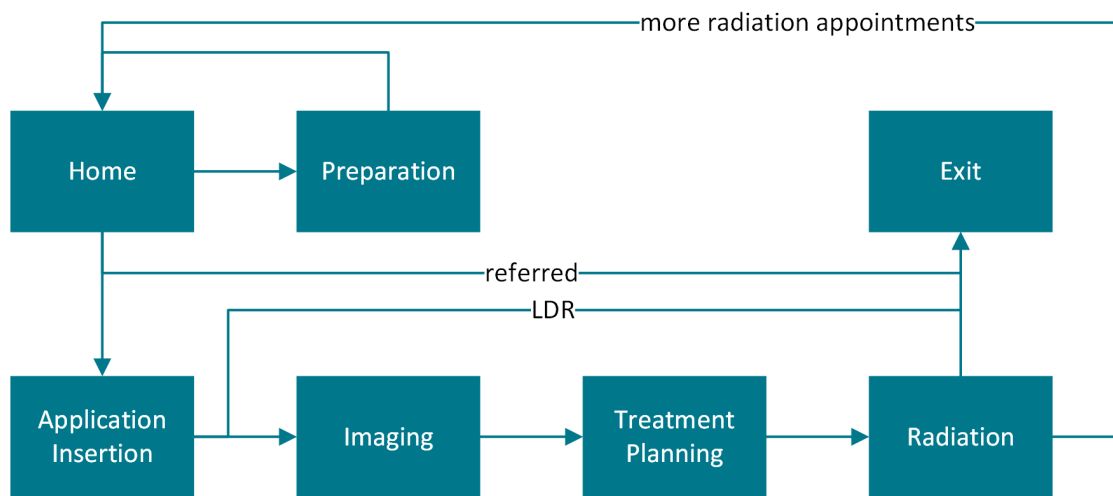 more radiation appointments
Home
Preparation
Exit
referred
LDR
Application
Insertion
Imaging
Treatment
Planning
Radiation